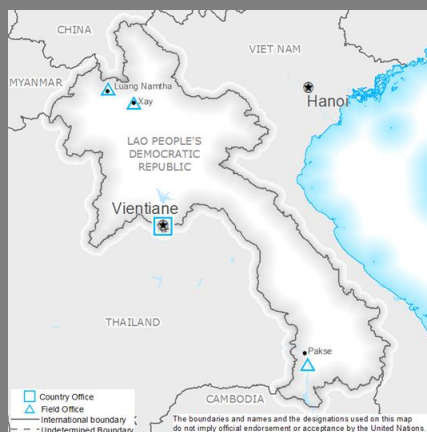 CHINA
VIET NAM
MYANMAR
Luang Namtha
Xay
Hanoi
LAO PEOPLE'S
DEMOCRATIC
REPUBLIC
Vientiane
THAILAND
Pakse
CAMBODIA
Country Office
Field Office
International boundary
Undetermined Boundary
The boundaries and names and the designations used on this map
do not imply official endorsement or acceptance by the United Nations.